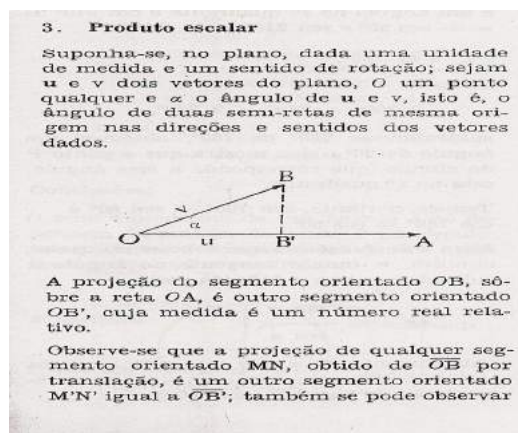 3. Produto escalar
Suponha-se, no plano, dada uma unidade
de medida e um sentido de rotação; sejam
u e v dois vetores do plano, O um ponto
qualquer e α o ângulo de u e v, isto é, o
ângulo de duas semi-retas de mesma ori-
gem nas direções e sentidos dos vetores
dados.
B
v
α
O
u
B'
A
A projeção do segmento orientado OB, sô-
bre a reta OA, é outro segmento orientado
OB', cuja medida é um número real rela-
tivo.
Observe-se que a projeção de qualquer seg-
mento orientado MN, obtido de O͞B͞ por
translação, é um outro segmento orientado
M'N' igual a O͞B͞'; também se pode observar